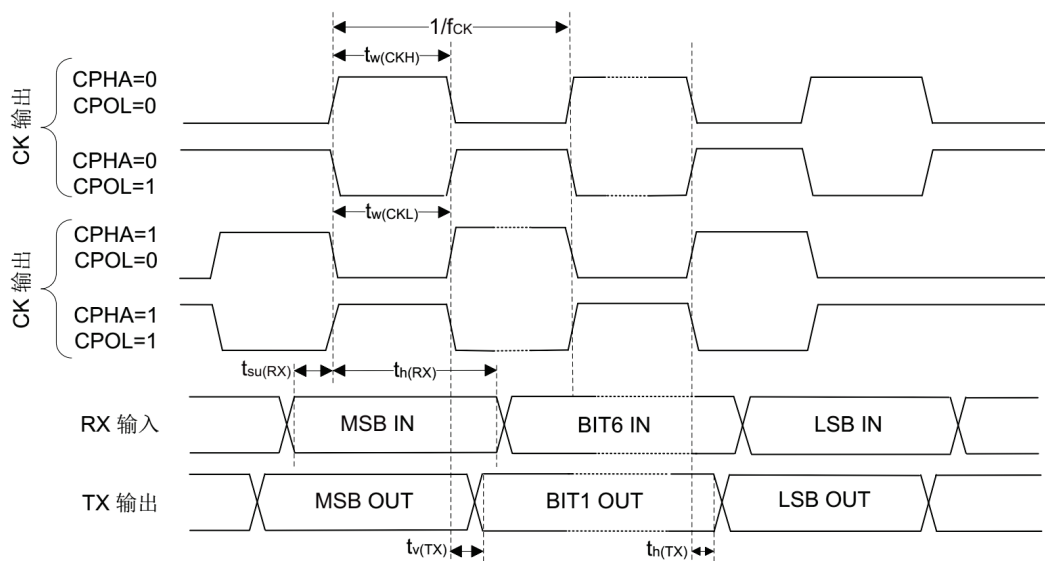 1/fCK
tw(CKH)
CK 输出
CPHA=0
CPOL=0
CPHA=0
CPOL=1
tw(CKL)
CK 输出
CPHA=1
CPOL=0
CPHA=1
CPOL=1
tsu(RX)
th(RX)
RX 输入
MSB IN
BIT6 IN
LSB IN
TX 输出
MSB OUT
BIT1 OUT
LSB OUT
tv(TX)
th(TX)